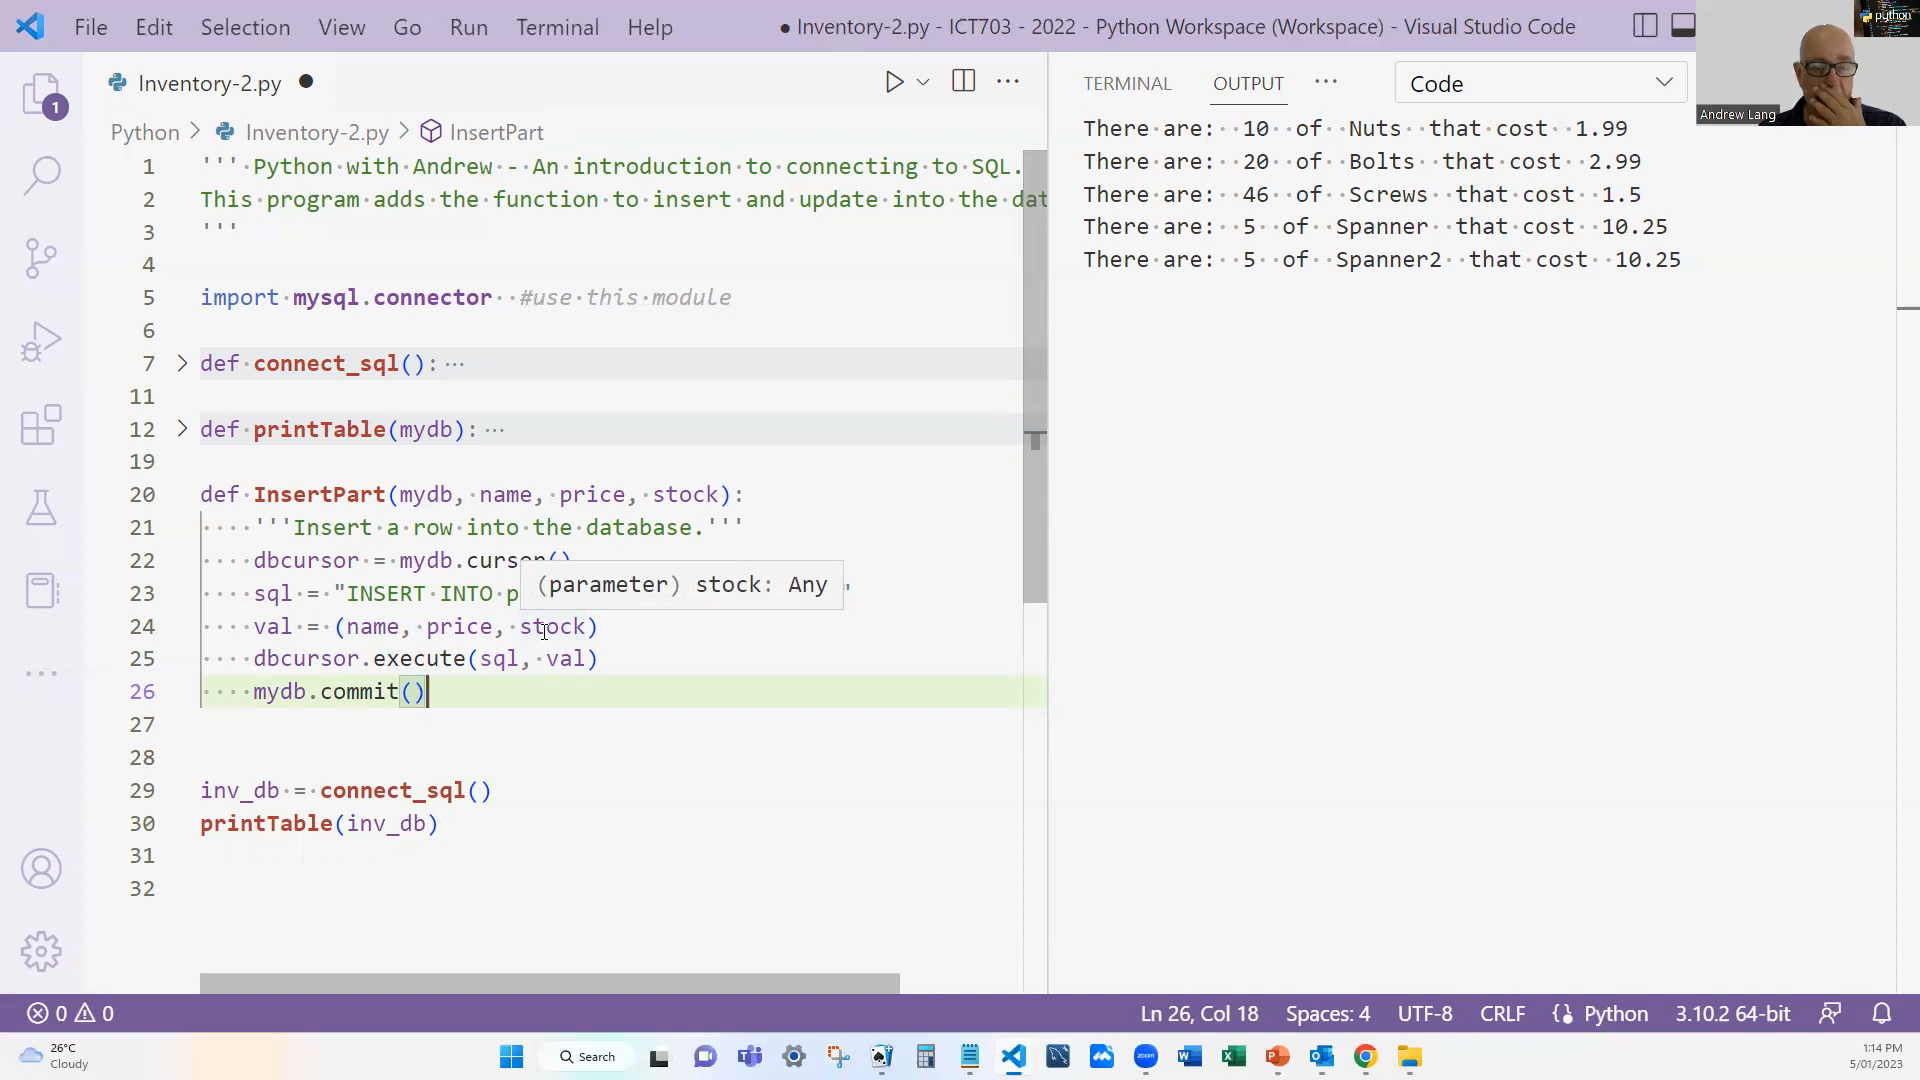 File Edit Selection View Go Run Terminal Help
● Inventory-2.py - ICT703 - 2022 - Python Workspace (Workspace) - Visual Studio Code
python
Andrew Lang
1
Inventory-2.py
Python > Inventory-2.py > InsertPart
1 ''' Python with Andrew - An introduction to connecting to SQL.
2 This program adds the function to insert and update into the dat
3 '''
4
5 import mysql.connector #use this module
6
7 def connect_sql(): ...
11
12 def printTable(mydb): ...
19
20 def InsertPart(mydb, name, price, stock):
21 '''Insert a row into the database.'''
22 dbcursor = mydb.cursor()
(parameter) stock: Any
23 sql = "INSERT INTO p "
24 val = (name, price, stock)
25 dbcursor.execute(sql, val)
26 mydb.commit()
27
28
29 inv_db = connect_sql()
30 printTable(inv_db)
31
32
TERMINAL OUTPUT ... Code
There are: 10 of Nuts that cost 1.99
There are: 20 of Bolts that cost 2.99
There are: 46 of Screws that cost 1.5
There are: 5 of Spanner that cost 10.25
There are: 5 of Spanner2 that cost 10.25
0 0 Ln 26, Col 18 Spaces: 4 UTF-8 CRLF Python 3.10.2 64-bit
26°C
Cloudy
Search
zoom
1:14 PM
5/01/2023